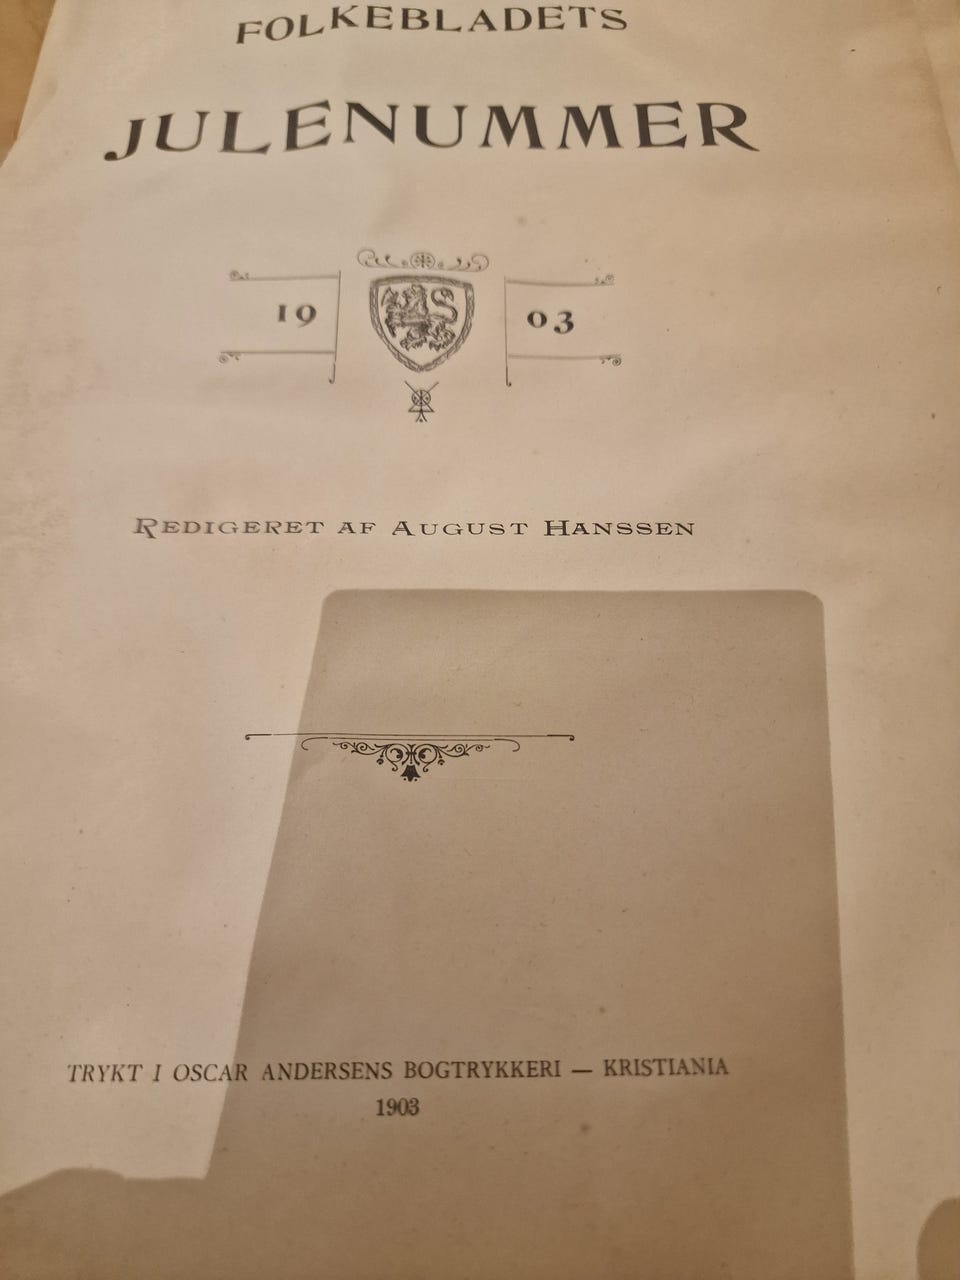 FOLKEBLADETS
JULENUMMER
19 03
REDIGERET AF AUGUST HANSSEN
TRYKT I OSCAR ANDERSENS BOGTRYKKERI — KRISTIANIA
1903